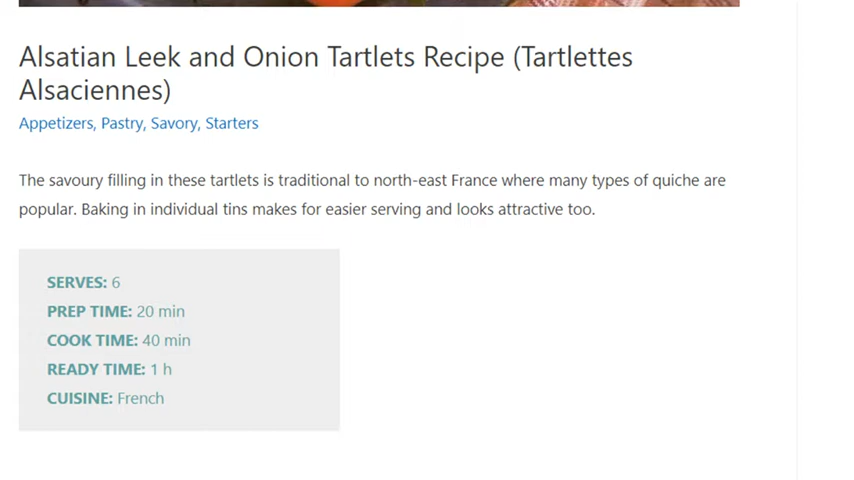 Alsatian Leek and Onion Tartlets Recipe (Tartlettes
Alsaciennes)
Appetizers, Pastry, Savory, Starters
The savoury filling in these tartlets is traditional to north-east France where many types of quiche are
popular. Baking in individual tins makes for easier serving and looks attractive too.
SERVES: 6
PREP TIME: 20 min
COOK TIME: 40 min
READY TIME: 1 h
CUISINE: French